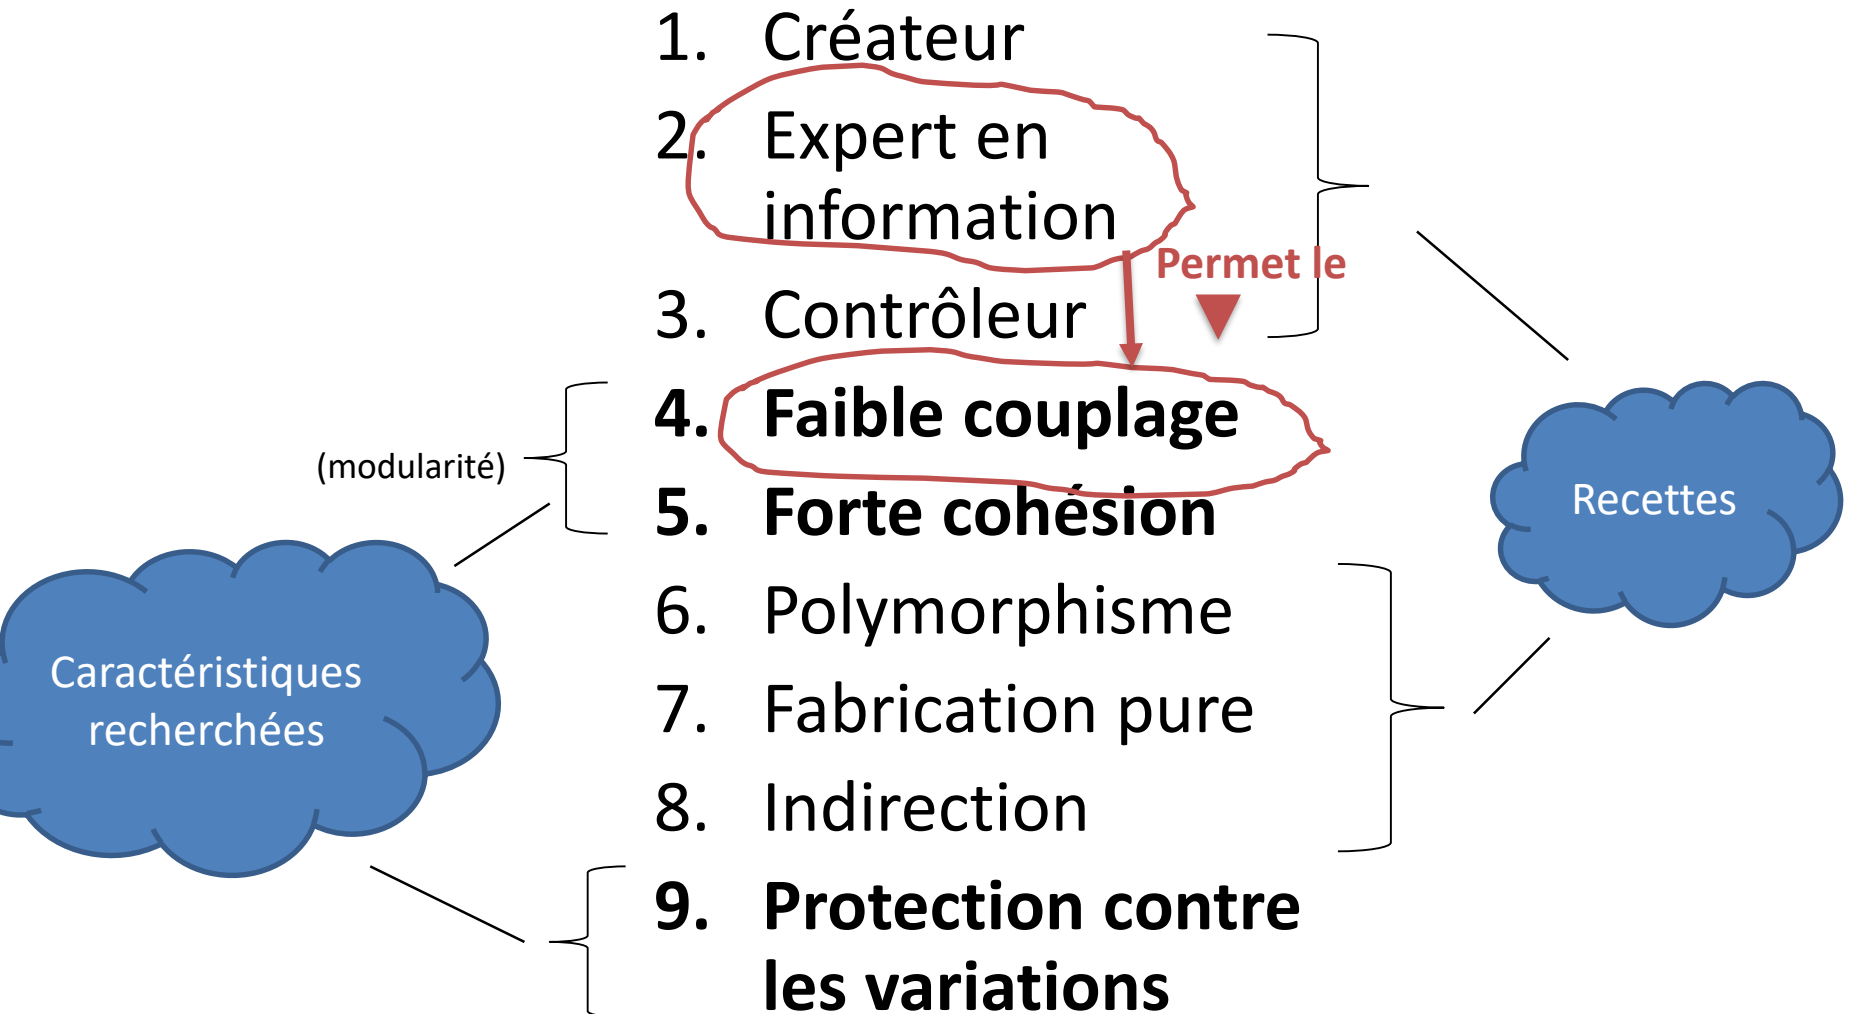 1. Créateur
2. Expert en
information
Permet le
3. Contrôleur
4. Faible couplage
(modularité)
5. Forte cohésion
Recettes
6. Polymorphisme
Caractéristiques
recherchées
7. Fabrication pure
8. Indirection
9. Protection contre
les variations